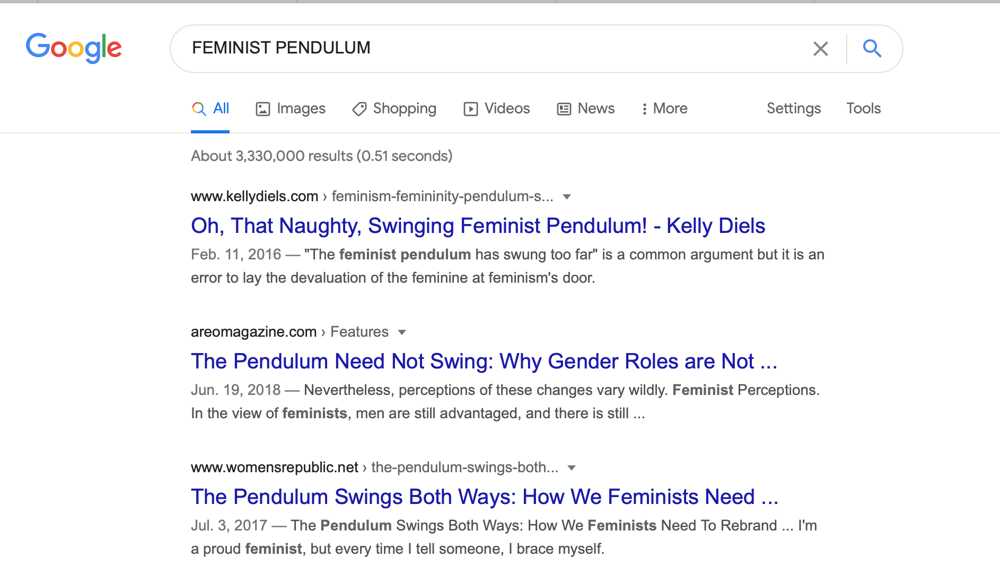 Google
FEMINIST PENDULUM
All Images Shopping Videos News More Settings Tools
About 3,330,000 results (0.51 seconds)
www.kellydiels.com › feminism-femininity-pendulum-s...
Oh, That Naughty, Swinging Feminist Pendulum! - Kelly Diels
Feb. 11, 2016 — "The feminist pendulum has swung too far" is a common argument but it is an
error to lay the devaluation of the feminine at feminism's door.
areomagazine.com › Features
The Pendulum Need Not Swing: Why Gender Roles are Not ...
Jun. 19, 2018 — Nevertheless, perceptions of these changes vary wildly. Feminist Perceptions.
In the view of feminists, men are still advantaged, and there is still ...
www.womensrepublic.net › the-pendulum-swings-both...
The Pendulum Swings Both Ways: How We Feminists Need ...
Jul. 3, 2017 — The Pendulum Swings Both Ways: How We Feminists Need To Rebrand ... I'm
a proud feminist, but every time I tell someone, I brace myself.